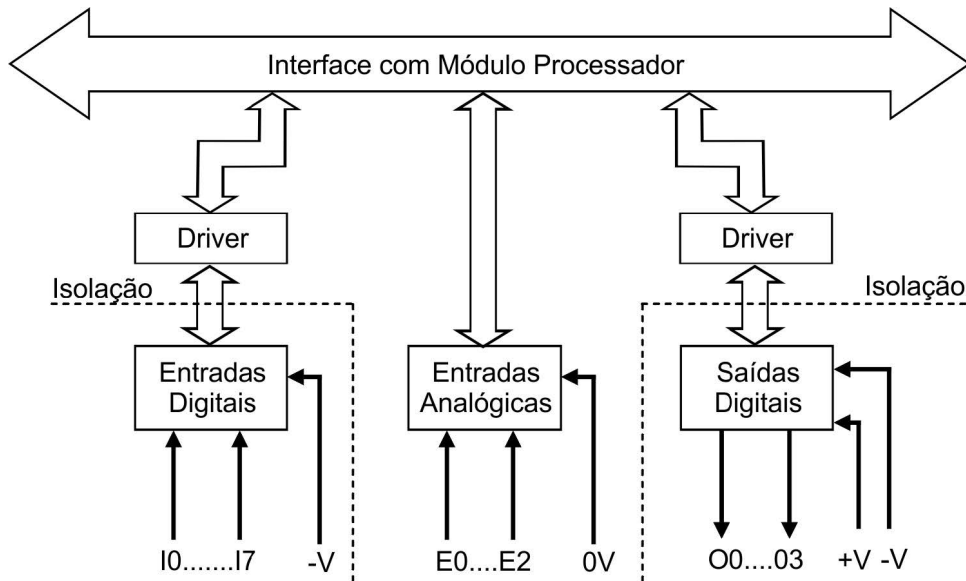 Interface com Módulo Processador
Driver
Driver
Isolação
Isolação
Entradas
Digitais
Entradas
Analógicas
Saídas
Digitais
I0.......I7
-V
E0....E2
0V
O0....03
+V
-V